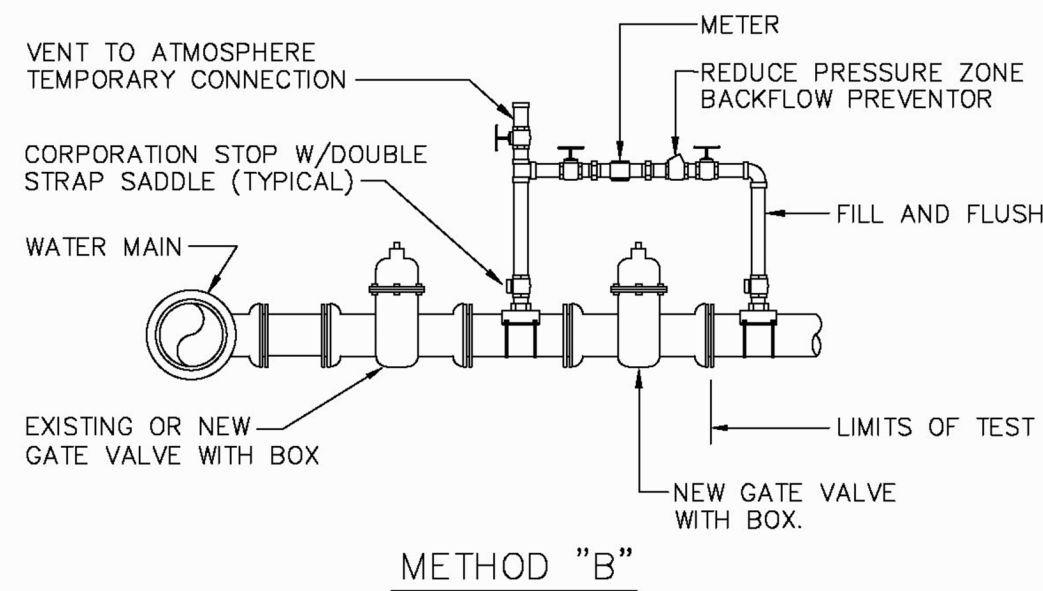 METER
VENT TO ATMOSPHERE
TEMPORARY CONNECTION
REDUCE PRESSURE ZONE
BACKFLOW PREVENTOR
CORPORATION STOP W/DOUBLE
STRAP SADDLE (TYPICAL)
FILL AND FLUSH
WATER MAIN
EXISTING OR NEW
GATE VALVE WITH BOX
LIMITS OF TEST
NEW GATE VALVE
WITH BOX.
METHOD "B"